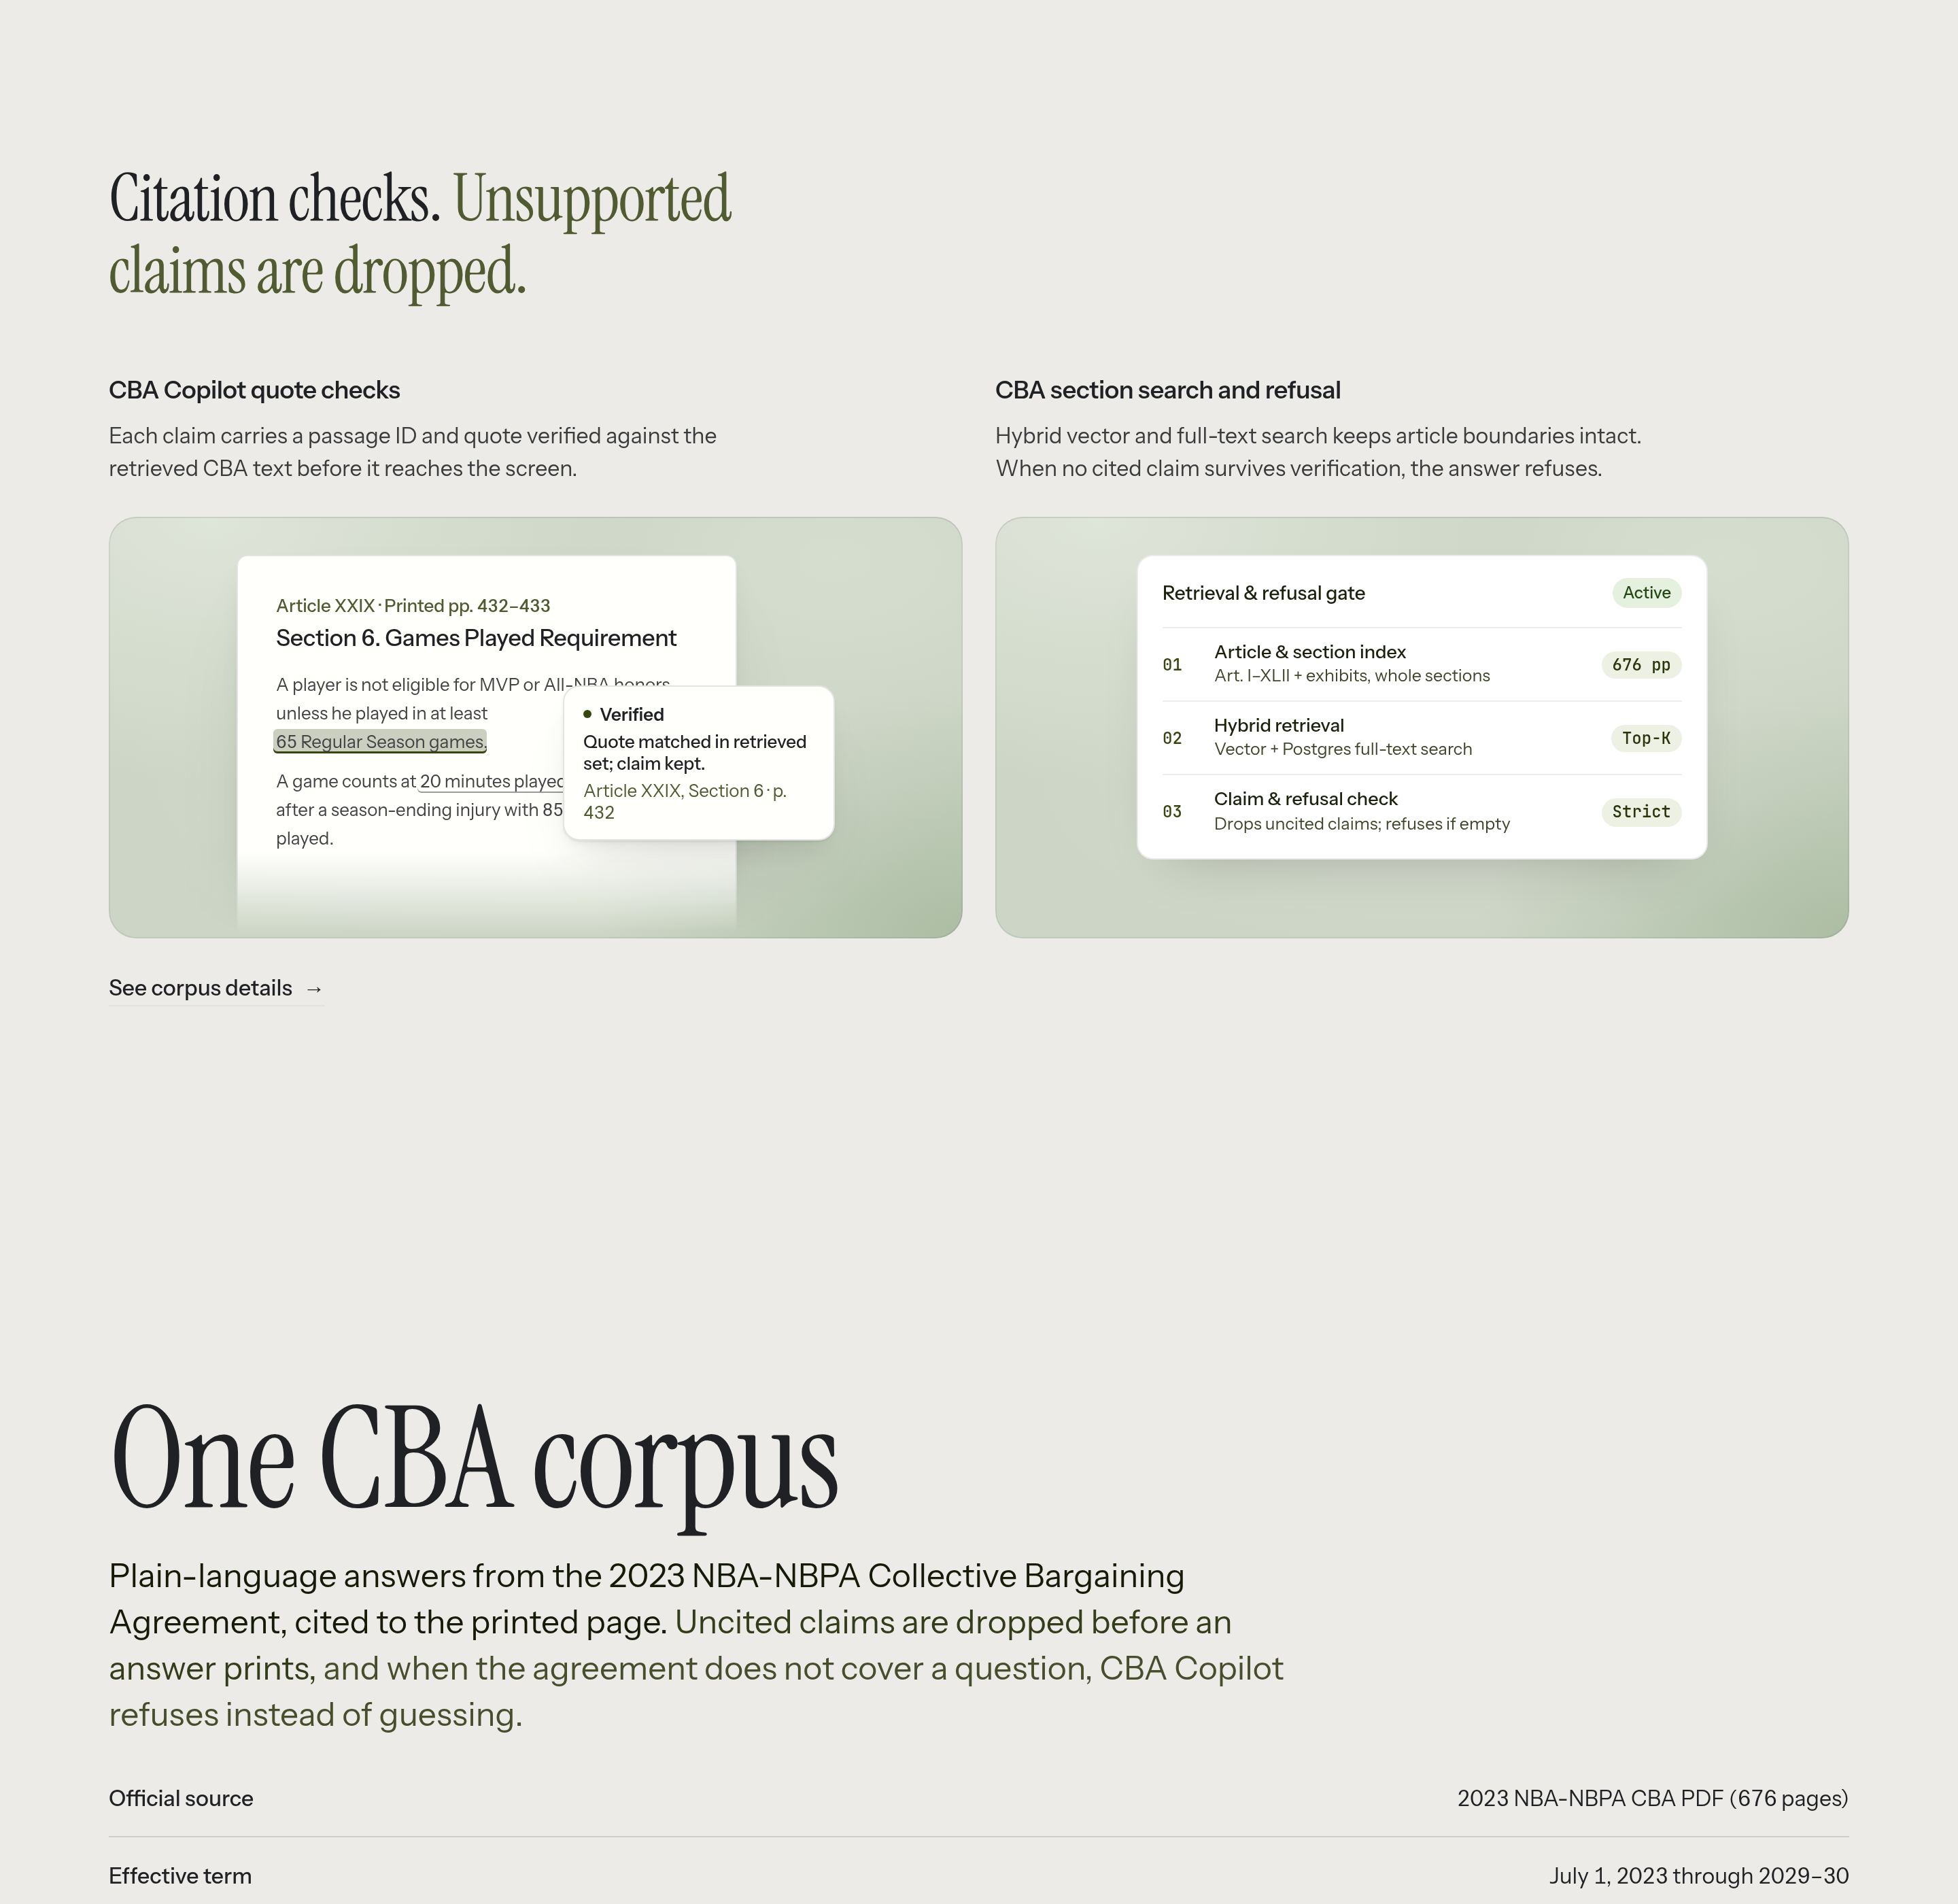 Citation checks. Unsupported
claims are dropped.
CBA Copilot quote checks
Each claim carries a passage ID and quote verified against the
retrieved CBA text before it reaches the screen.
Article XXIX · Printed pp. 432–433
Section 6. Games Played Requirement
A player is not eligible for MVP or All-NBA honors
unless he played in at least
65 Regular Season games.
A game counts at 20 minutes played
after a season-ending injury with 85
played.
Verified
Quote matched in retrieved
set; claim kept.
Article XXIX, Section 6 · p.
432
CBA section search and refusal
Hybrid vector and full-text search keeps article boundaries intact.
When no cited claim survives verification, the answer refuses.
Retrieval & refusal gate
Active
01
Article & section index
Art. I–XLII + exhibits, whole sections
676 pp
02
Hybrid retrieval
Vector + Postgres full-text search
Top-K
03
Claim & refusal check
Drops uncited claims; refuses if empty
Strict
See corpus details →
One CBA corpus
Plain-language answers from the 2023 NBA-NBPA Collective Bargaining
Agreement, cited to the printed page. Uncited claims are dropped before an
answer prints, and when the agreement does not cover a question, CBA Copilot
refuses instead of guessing.
Official source
2023 NBA-NBPA CBA PDF (676 pages)
Effective term
July 1, 2023 through 2029–30